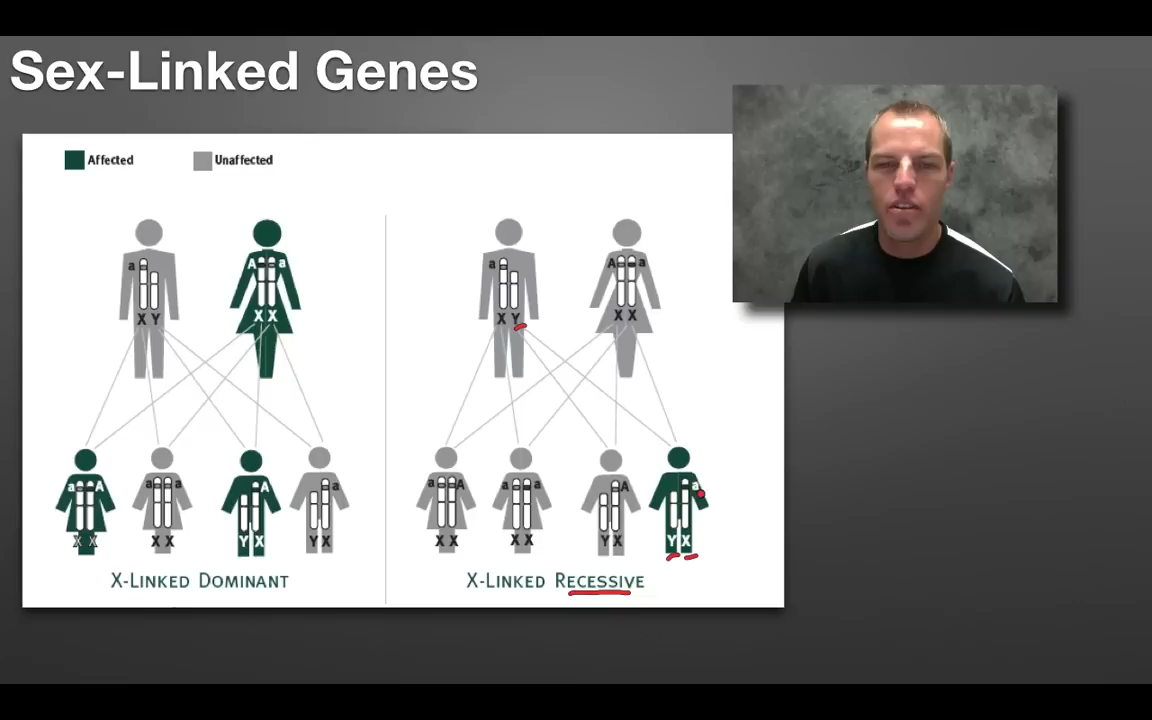 Sex-Linked Genes
Affected Unaffected
a A a
X Y X X
a A a a A a
X X X X Y X Y X
X-Linked Dominant
a A a
X Y X X
a A a a A a
X X X X Y X Y X
X-Linked Recessive